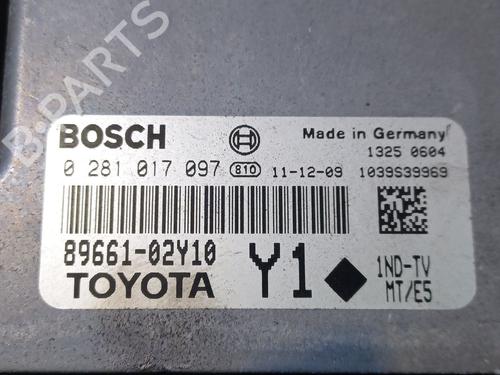 B-PARTS
BOSCH
Made in Germany
1325 0604
0 281 017 097 810 11-12-09 1039S39969
89661-02Y10
TOYOTA
Y1
1ND-TV
MT/E5